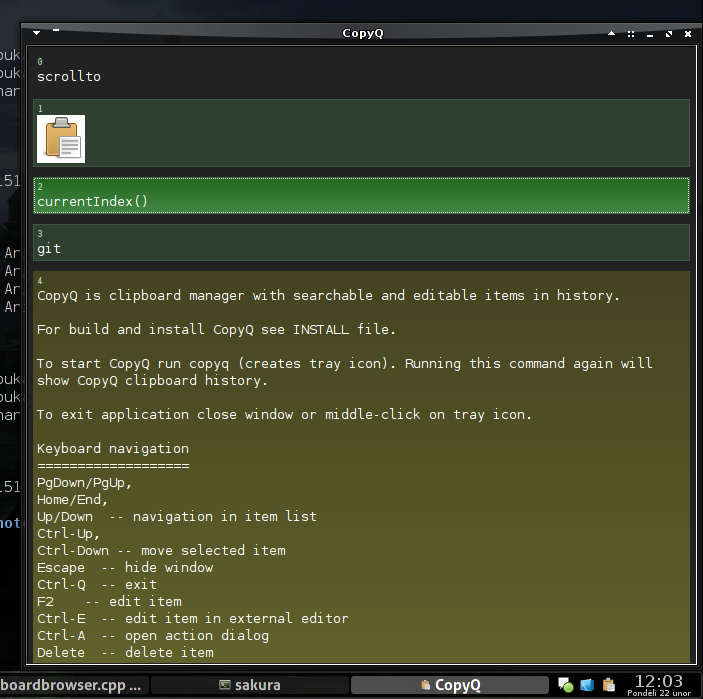 CopyQ
0
scrollto
1
2
currentIndex()
3
git
4
CopyQ is clipboard manager with searchable and editable items in history.
For build and install CopyQ see INSTALL file.
To start CopyQ run copyq (creates tray icon). Running this command again will
show CopyQ clipboard history.
To exit application close window or middle-click on tray icon.
Keyboard navigation
===================
PgDown/PgUp,
Home/End,
Up/Down  -- navigation in item list
Ctrl-Up,
Ctrl-Down -- move selected item
Escape  -- hide window
Ctrl-Q  -- exit
F2    -- edit item
Ctrl-E  -- edit item in external editor
Ctrl-A  -- open action dialog
Delete  -- delete item
boardbrowser.cpp ...
sakura
CopyQ
12:03
Pondělí 22 únor